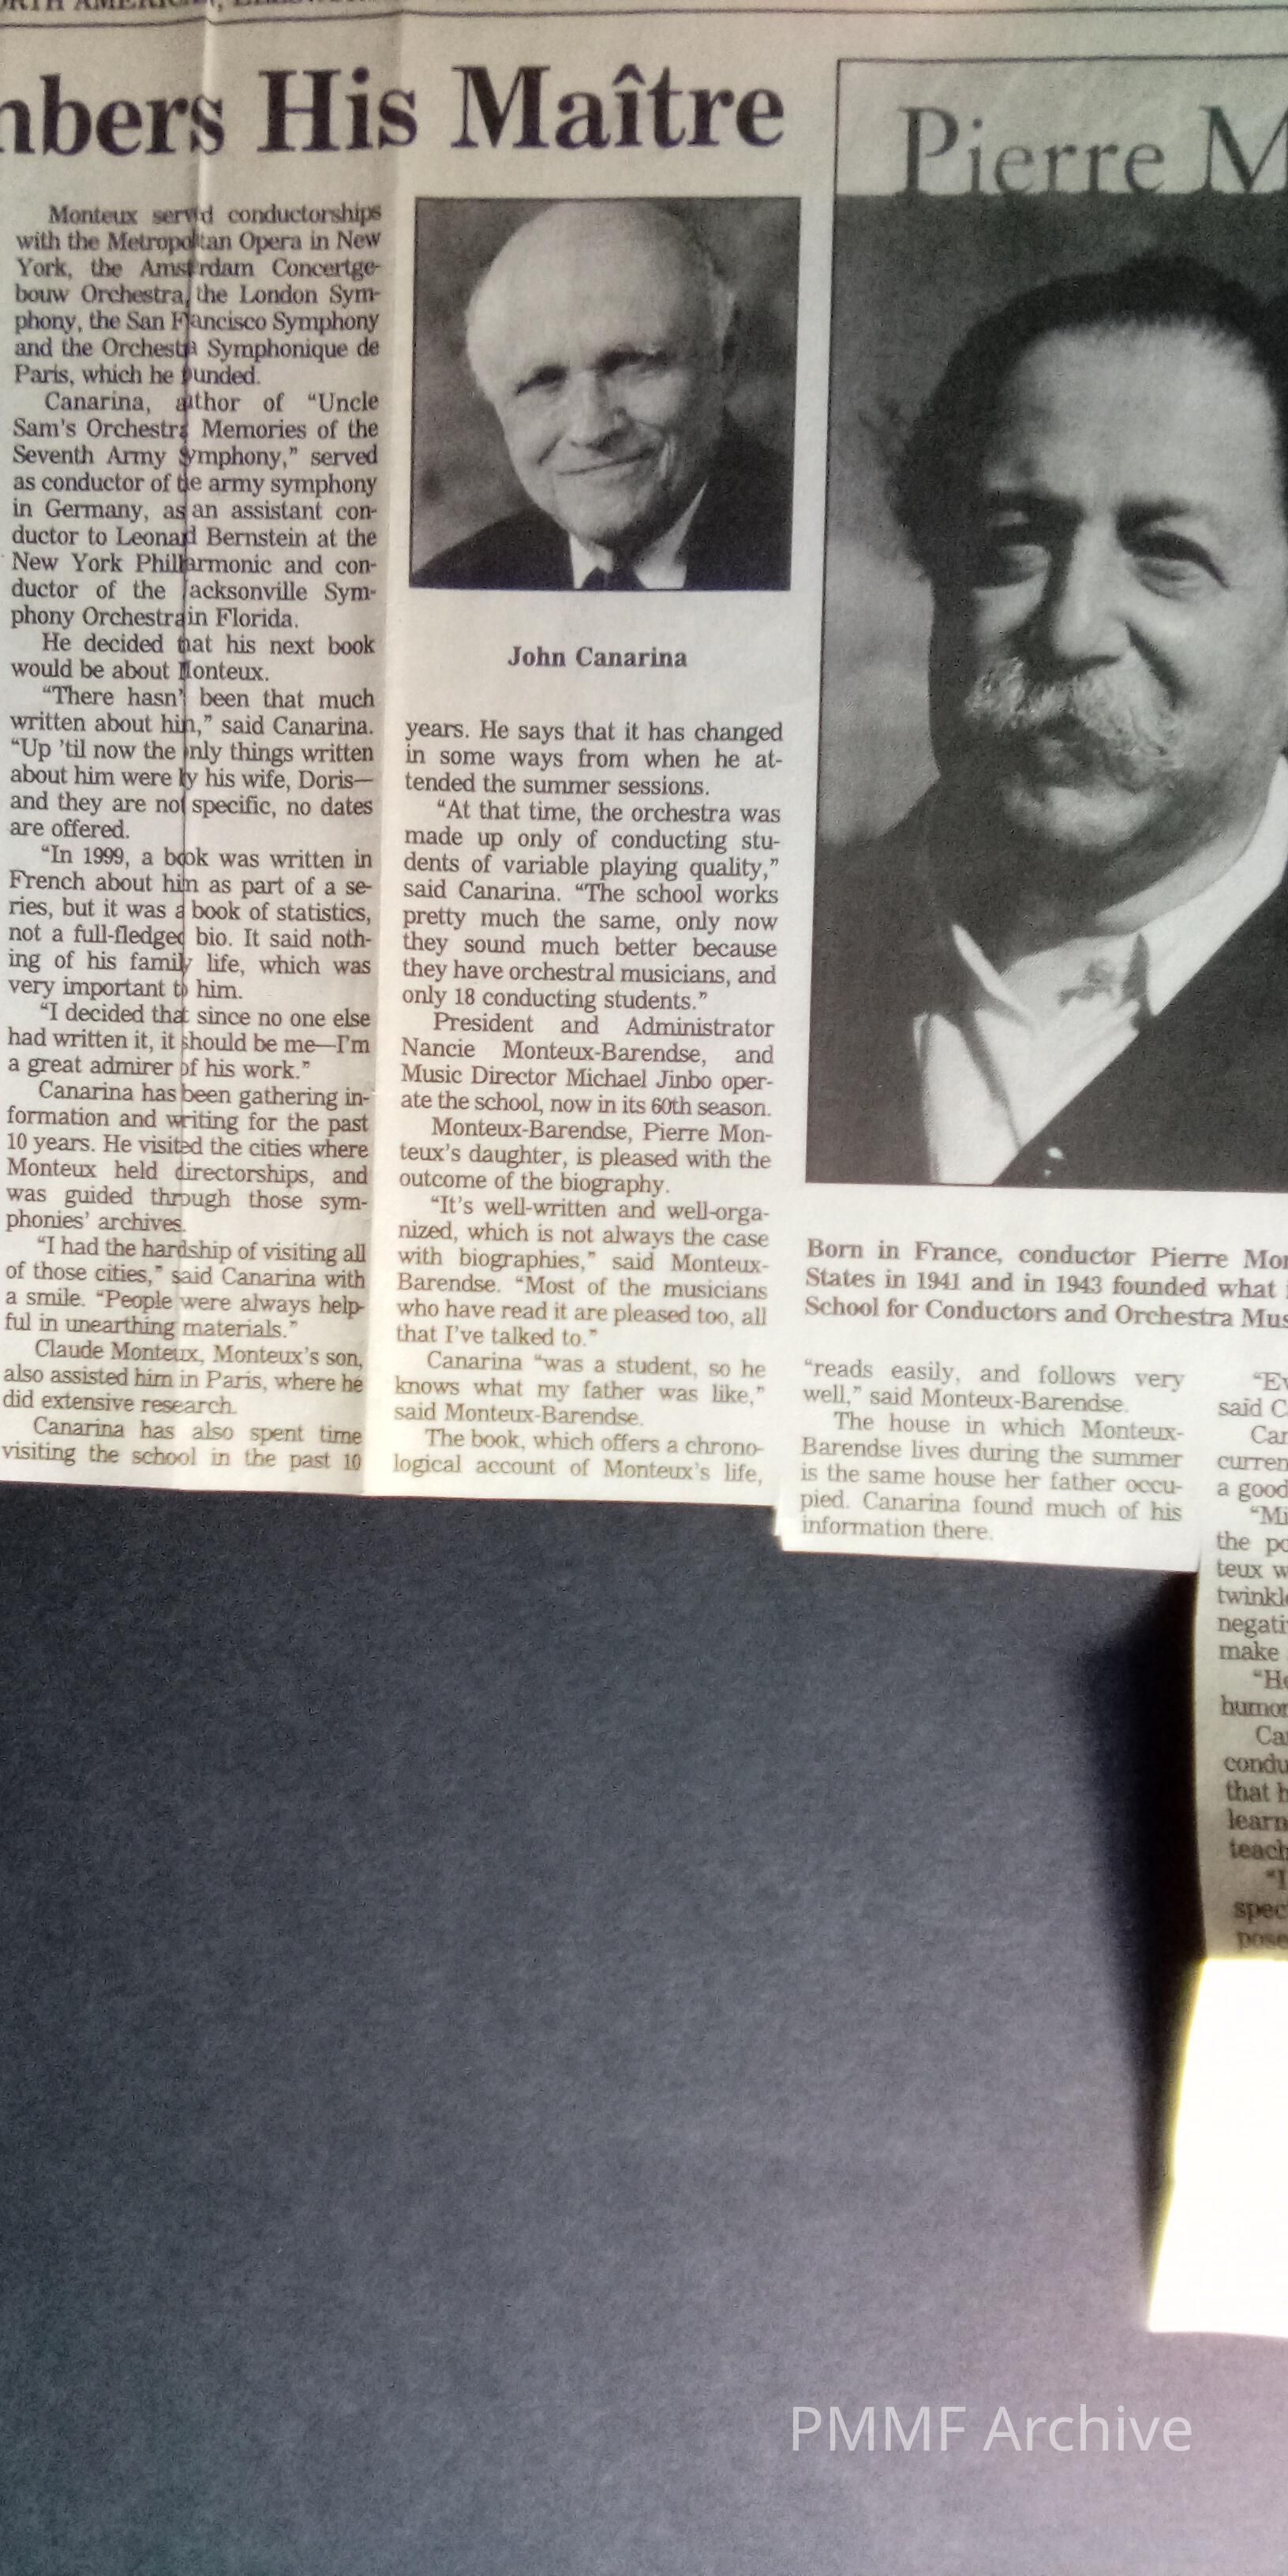 nbers His Maître
Pierre M
Monteux served conductorships
with the Metropolitan Opera in New
York, the Amsterdam Concertge-
bouw Orchestra, the London Sym-
phony, the San Francisco Symphony
and the Orchestra Symphonique de
Paris, which he founded.
Canarina, author of “Uncle
Sam's Orchestra Memories of the
Seventh Army Symphony,” served
as conductor of the army symphony
in Germany, as an assistant con-
ductor to Leonard Bernstein at the
New York Philharmonic and con-
ductor of the Jacksonville Sym-
phony Orchestra in Florida.
He decided that his next book
would be about Monteux.
“There hasn't been that much
written about him,” said Canarina.
“Up 'til now the only things written
about him were by his wife, Doris—
and they are not specific, no dates
are offered.
“In 1999, a book was written in
French about him as part of a se-
ries, but it was a book of statistics,
not a full-fledged bio. It said noth-
ing of his family life, which was
very important to him.
“I decided that since no one else
had written it, it should be me—I'm
a great admirer of his work.”
Canarina has been gathering in-
formation and writing for the past
10 years. He visited the cities where
Monteux held directorships, and
was guided through those sym-
phonies' archives.
“I had the hardship of visiting all
of those cities,” said Canarina with
a smile. “People were always help-
ful in unearthing materials.”
Claude Monteux, Monteux's son,
also assisted him in Paris, where he
did extensive research.
Canarina has also spent time
visiting the school in the past 10
John Canarina
years. He says that it has changed
in some ways from when he at-
tended the summer sessions.
“At that time, the orchestra was
made up only of conducting stu-
dents of variable playing quality,”
said Canarina. “The school works
pretty much the same, only now
they sound much better because
they have orchestral musicians, and
only 18 conducting students.”
President and Administrator
Nancie Monteux-Barendse, and
Music Director Michael Jinbo oper-
ate the school, now in its 60th season.
Monteux-Barendse, Pierre Mon-
teux's daughter, is pleased with the
outcome of the biography.
“It's well-written and well-orga-
nized, which is not always the case
with biographies,” said Monteux-
Barendse. “Most of the musicians
who have read it are pleased too, all
that I've talked to.”
Canarina “was a student, so he
knows what my father was like,”
said Monteux-Barendse.
The book, which offers a chrono-
logical account of Monteux's life,
Born in France, conductor Pierre Mon
States in 1941 and in 1943 founded what
School for Conductors and Orchestra Mus
“reads easily, and follows very
well,” said Monteux-Barendse.
The house in which Monteux-
Barendse lives during the summer
is the same house her father occu-
pied. Canarina found much of his
information there.
“Ev
said C
Can
curren
a good
“Mi
the po
teux w
twinkle
negativ
make
“He
humor
Can
condu
that h
learn
teach
“I
spec
pose
PMMF Archive